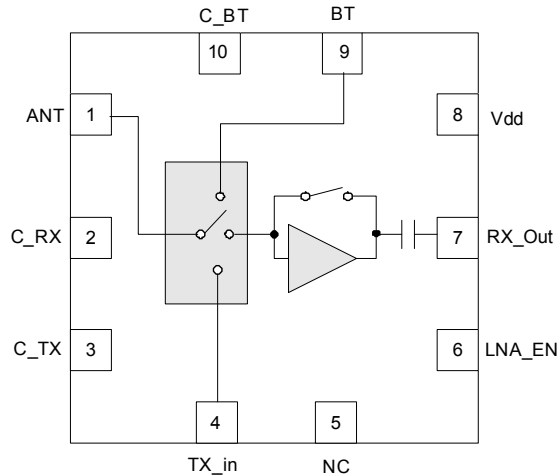 C_BT
BT
10
9
ANT
1
8
Vdd
C_RX
2
7
RX_Out
C_TX
3
6
LNA_EN
4
5
TX_in
NC